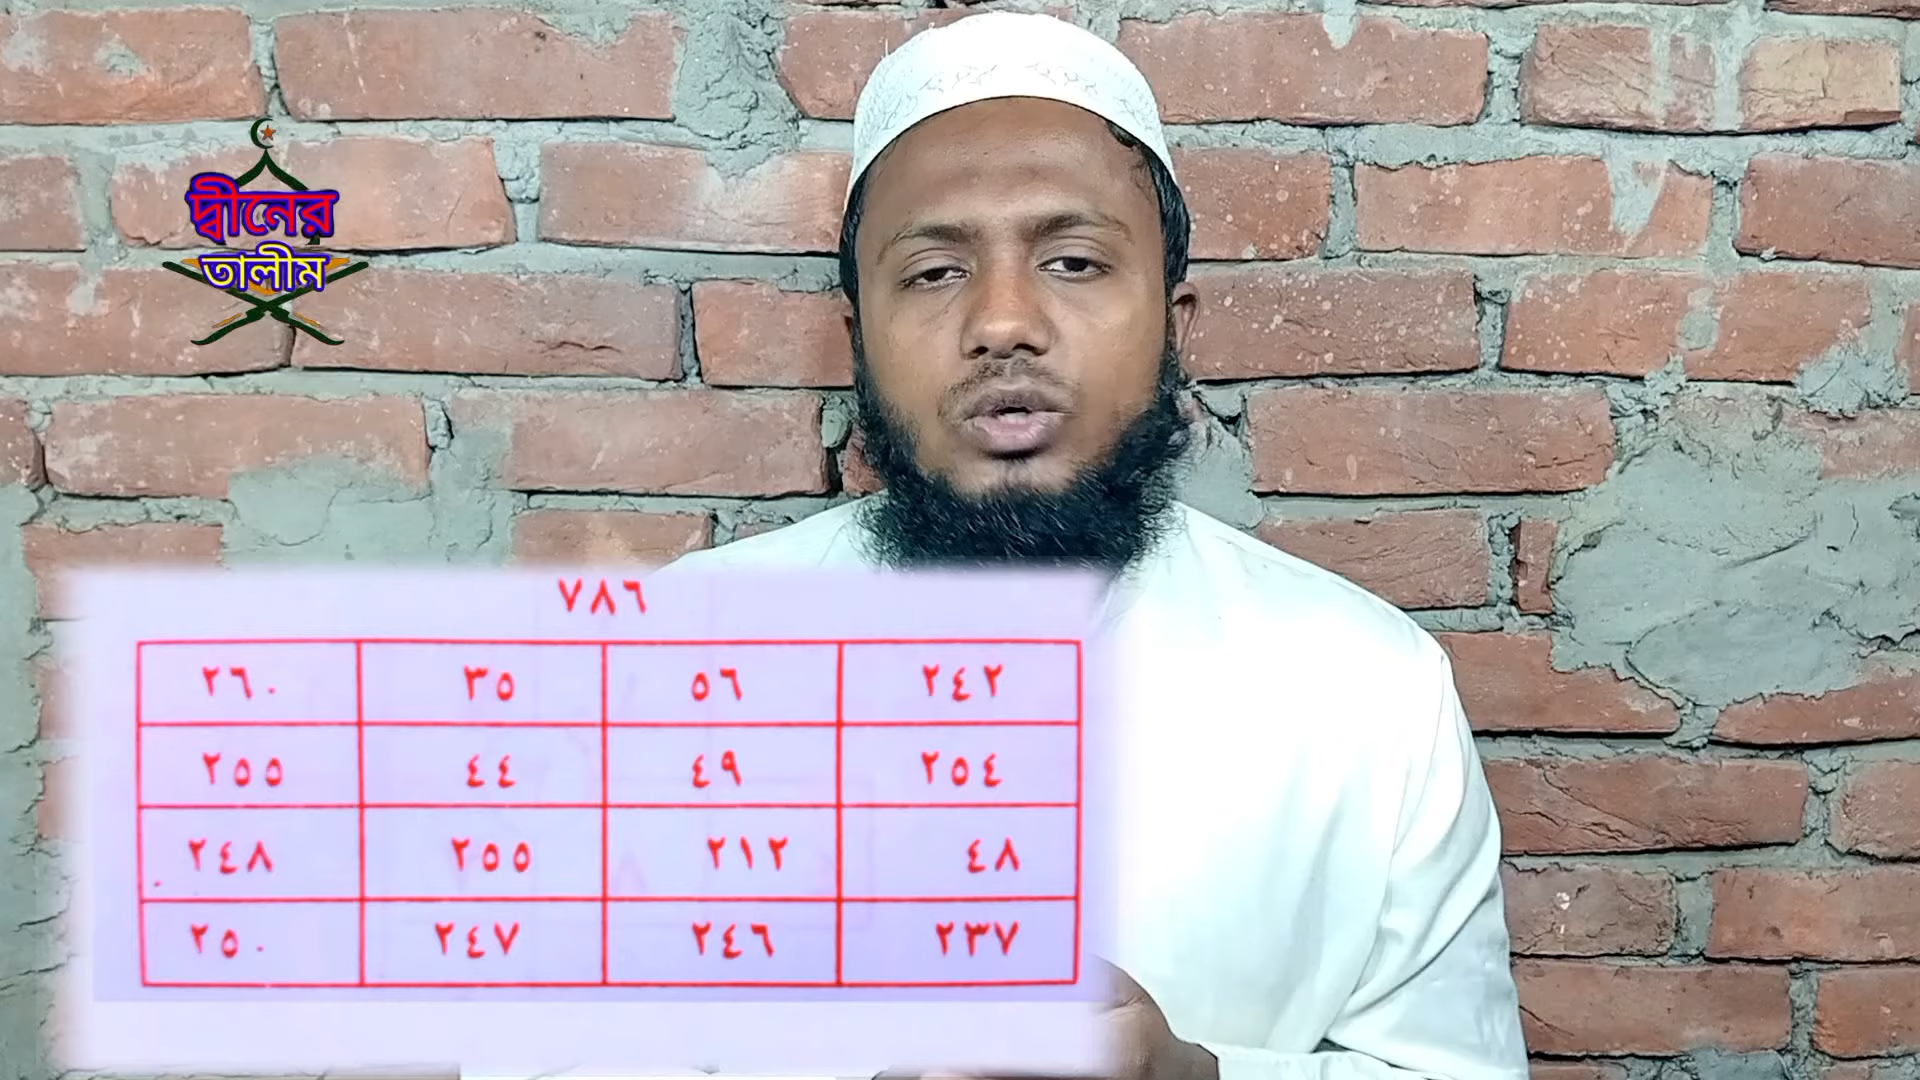 দ্বীনের
তালীম
٧٨٦
٢٦٠ ٣٥ ٥٦ ٢٤٢
٢٥٥ ٤٤ ٤٩ ٢٥٤
٢٤٨ ٢٥٥ ٢١٢ ٤٨
٢٥٠ ٢٤٧ ٢٤٦ ٢٣٧